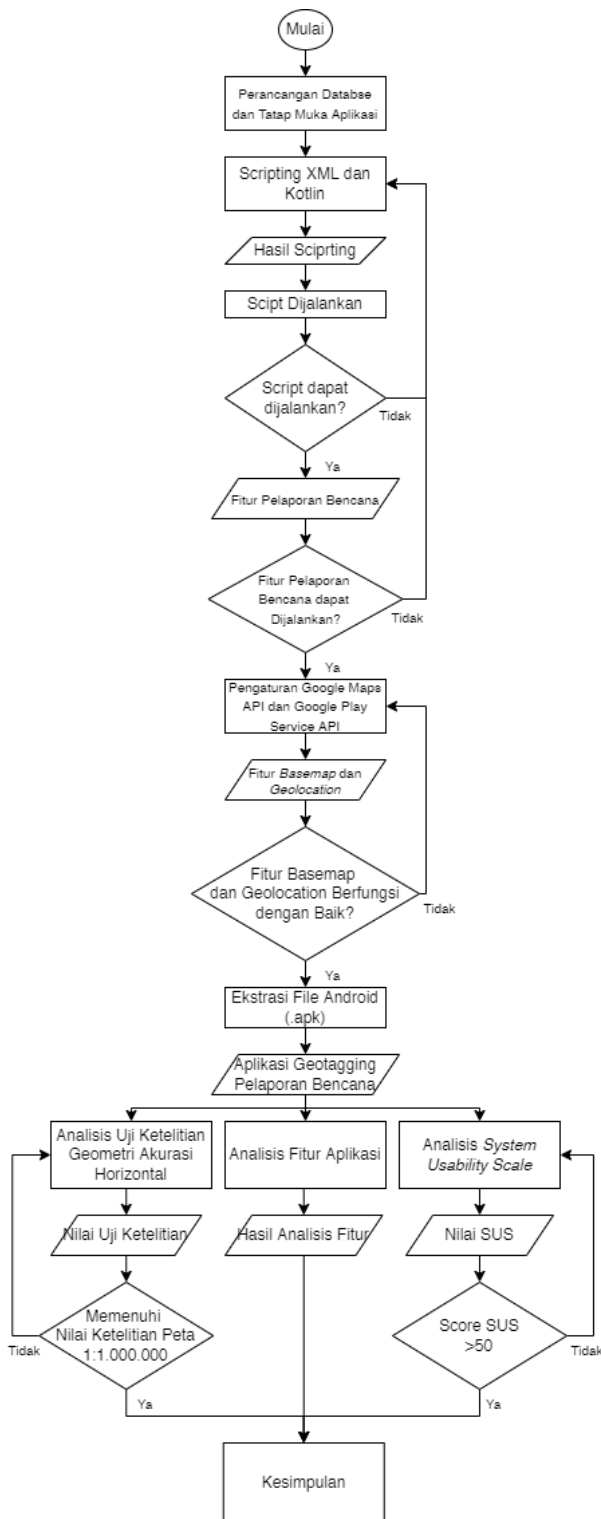 Mulai
Perancangan Databse
dan Tatap Muka Aplikasi
Scripting XML dan
Kotlin
Hasil Sciprting
Scipt Dijalankan
Script dapat
dijalankan?
Tidak
Ya
Fitur Pelaporan Bencana
Fitur Pelaporan
Bencana dapat
Dijalankan?
Tidak
Ya
Pengaturan Google Maps
API dan Google Play
Service API
Fitur Basemap dan
Geolocation
Fitur Basemap
dan Geolocation Berfungsi
dengan Baik?
Tidak
Ya
Ekstrasi File Android
(.apk)
Aplikasi Geotagging
Pelaporan Bencana
Analisis Uji Ketelitian
Geometri Akurasi
Horizontal
Analisis Fitur Aplikasi
Analisis System
Usability Scale
Nilai Uji Ketelitian
Hasil Analisis Fitur
Nilai SUS
Memenuhi
Nilai Ketelitian Peta
1:1.000.000
Tidak
Ya
Score SUS
>50
Tidak
Ya
Kesimpulan